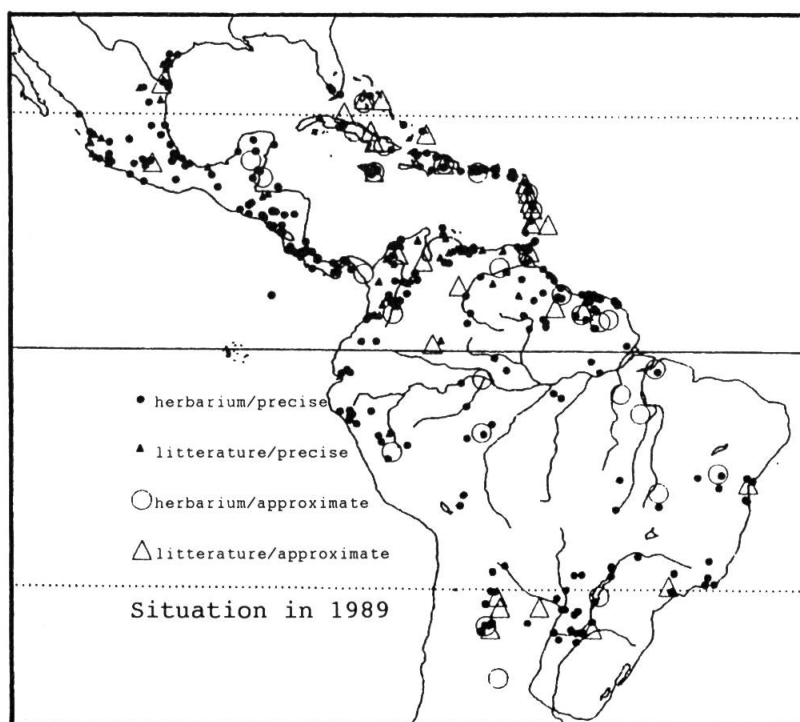 herbarium/precise
litterature/precise
herbarium/approximate
litterature/approximate
Situation in 1989